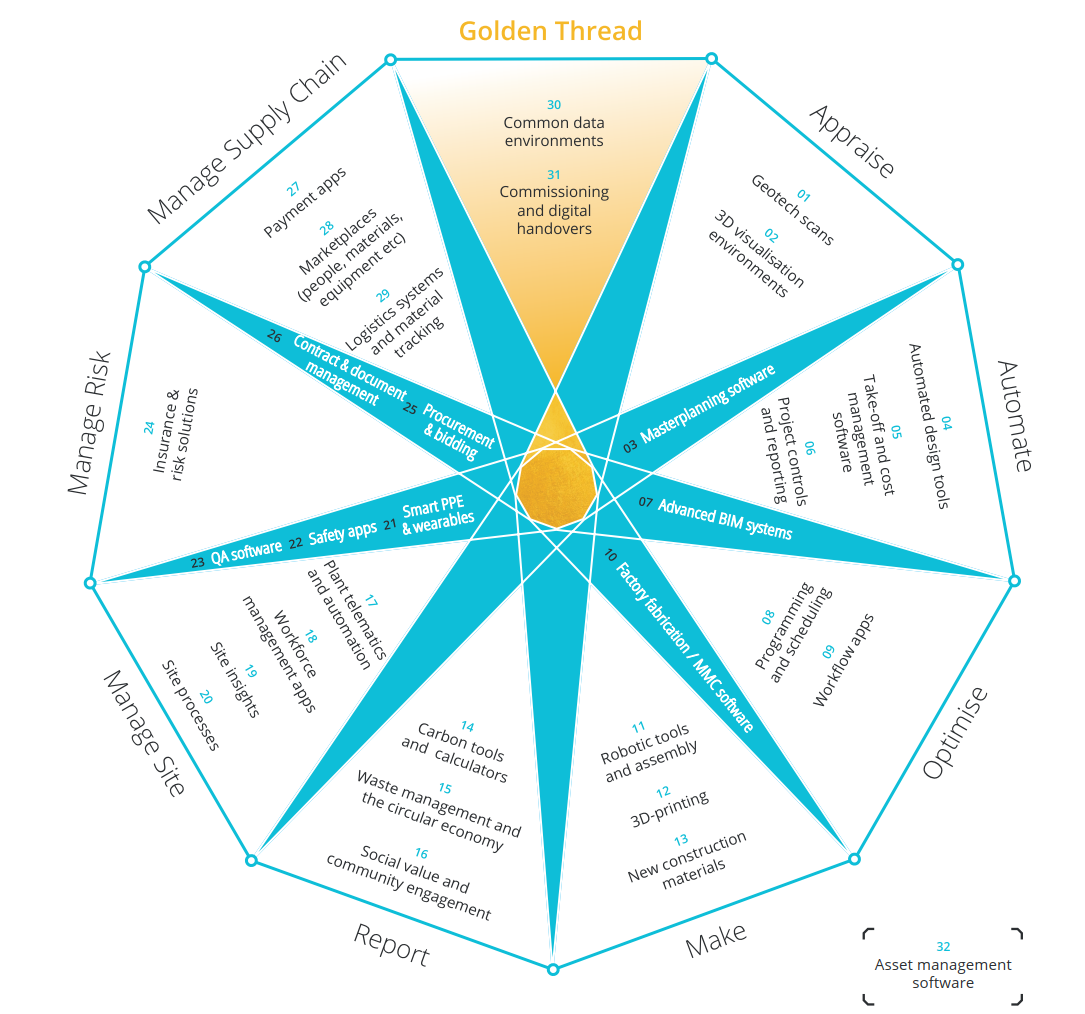 Golden Thread
30
Common data
environments
31
Commissioning
and digital
handovers
Appraise
01
Geotech scans
02
3D visualisation
environments
03 Masterplanning software
Automate
04
Automated design tools
05
Take-off and cost
management
software
06
Project controls
and reporting
07 Advanced BIM systems
Optimise
08
Programming
and scheduling
09
Workflow apps
10 Factory fabrication / MMC software
Make
11
Robotic tools
and assembly
12
3D-printing
13
New construction
materials
Report
14
Carbon tools
and calculators
15
Waste management and
the circular economy
16
Social value and
community engagement
Manage Site
17
Plant telematics
and automation
18
Workforce
management apps
19
Site insights
20
Site processes
21 Smart PPE
& wearables
22 Safety apps
23 QA software
Manage Risk
24
Insurance &
risk solutions
25 Procurement
& bidding
26 Contract & document
management
Manage Supply Chain
27
Payment apps
28
Marketplaces
(people, materials,
equipment etc)
29
Logistics systems
and material
tracking
32
Asset management
software